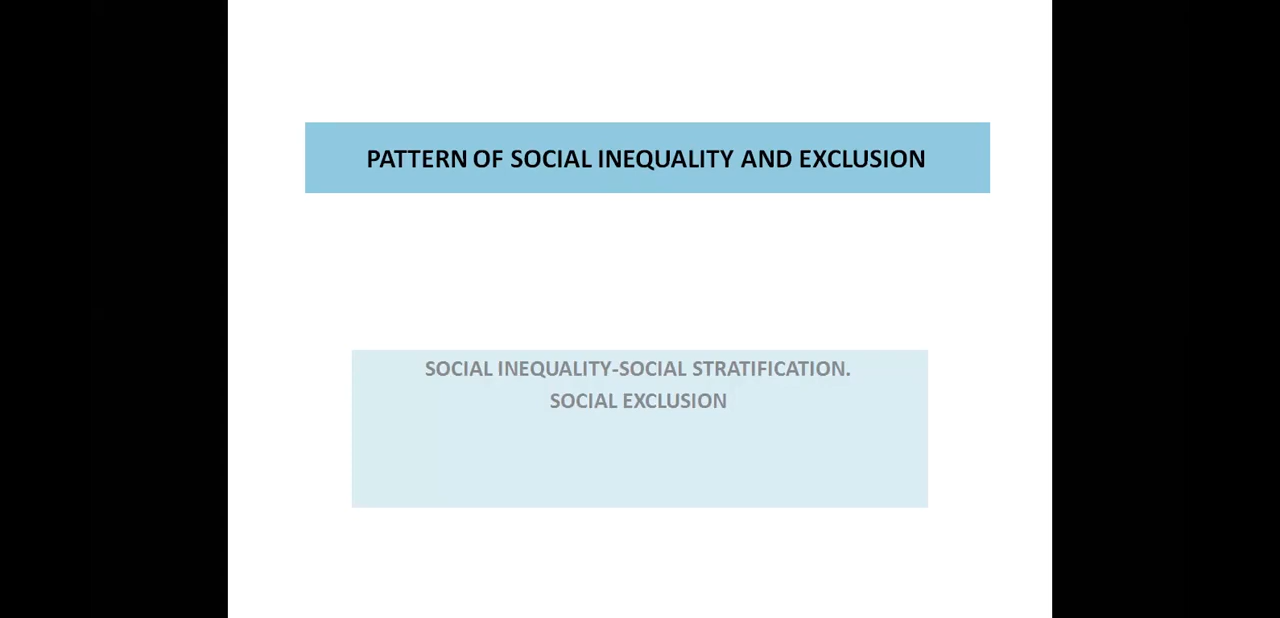 PATTERN OF SOCIAL INEQUALITY AND EXCLUSION
SOCIAL INEQUALITY-SOCIAL STRATIFICATION.
SOCIAL EXCLUSION